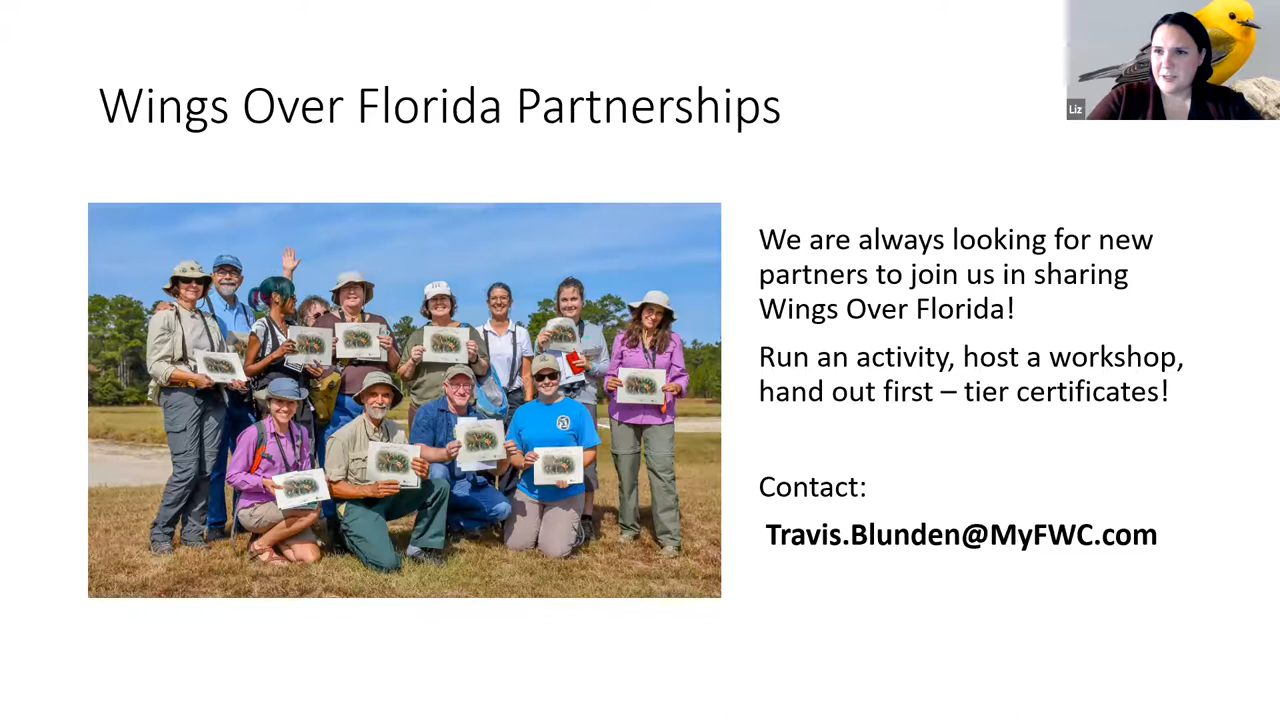 Wings Over Florida Partnerships
Liz
We are always looking for new
partners to join us in sharing
Wings Over Florida!
Run an activity, host a workshop,
hand out first – tier certificates!
Contact:
Travis.Blunden@MyFWC.com